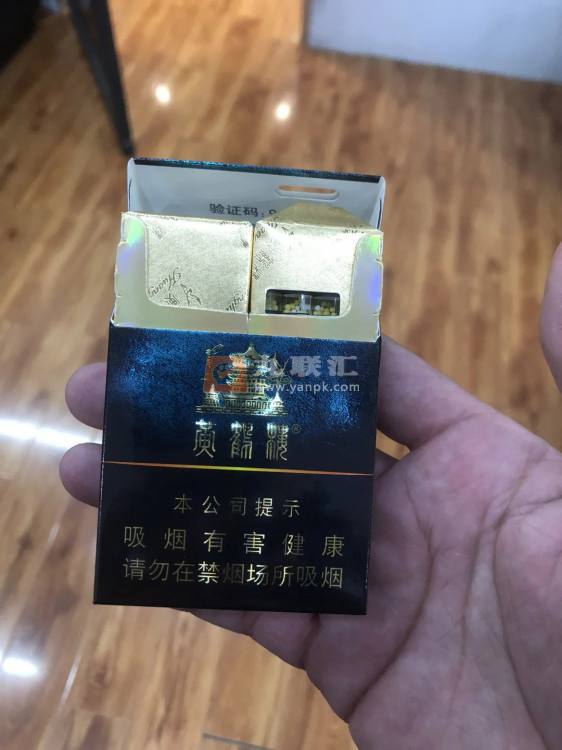 验证码:
联汇
www.yanpk.com
黄鹤楼®
本公司提示
吸烟有害健康
请勿在禁烟场所吸烟